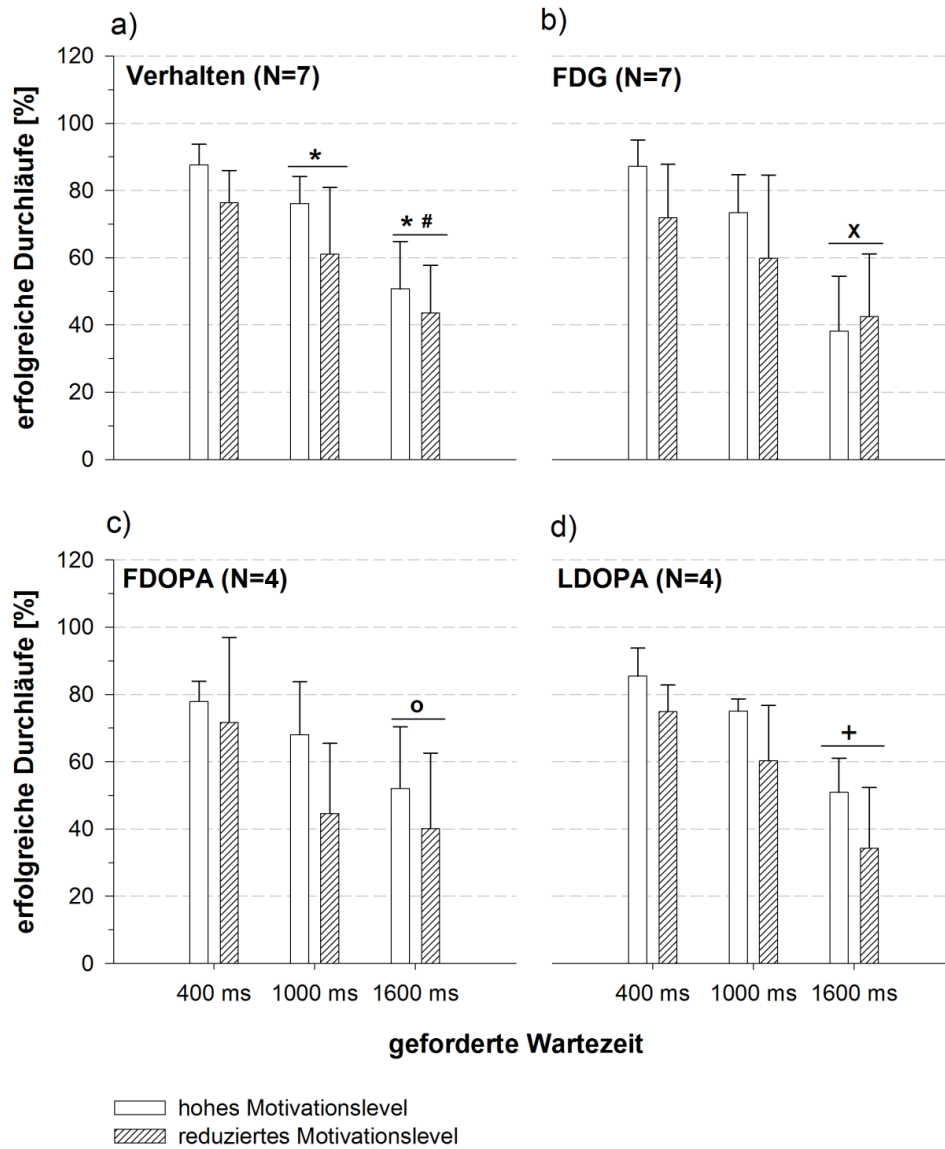 a)
b)
Verhalten (N=7)
FDG (N=7)
erfolgreiche Durchläufe [%]
120
100
80
60
40
20
0
*
* #
x
c)
d)
FDOPA (N=4)
LDOPA (N=4)
erfolgreiche Durchläufe [%]
120
100
80
60
40
20
0
o
+
400 ms 1000 ms 1600 ms
400 ms 1000 ms 1600 ms
geforderte Wartezeit
hohes Motivationslevel
reduziertes Motivationslevel